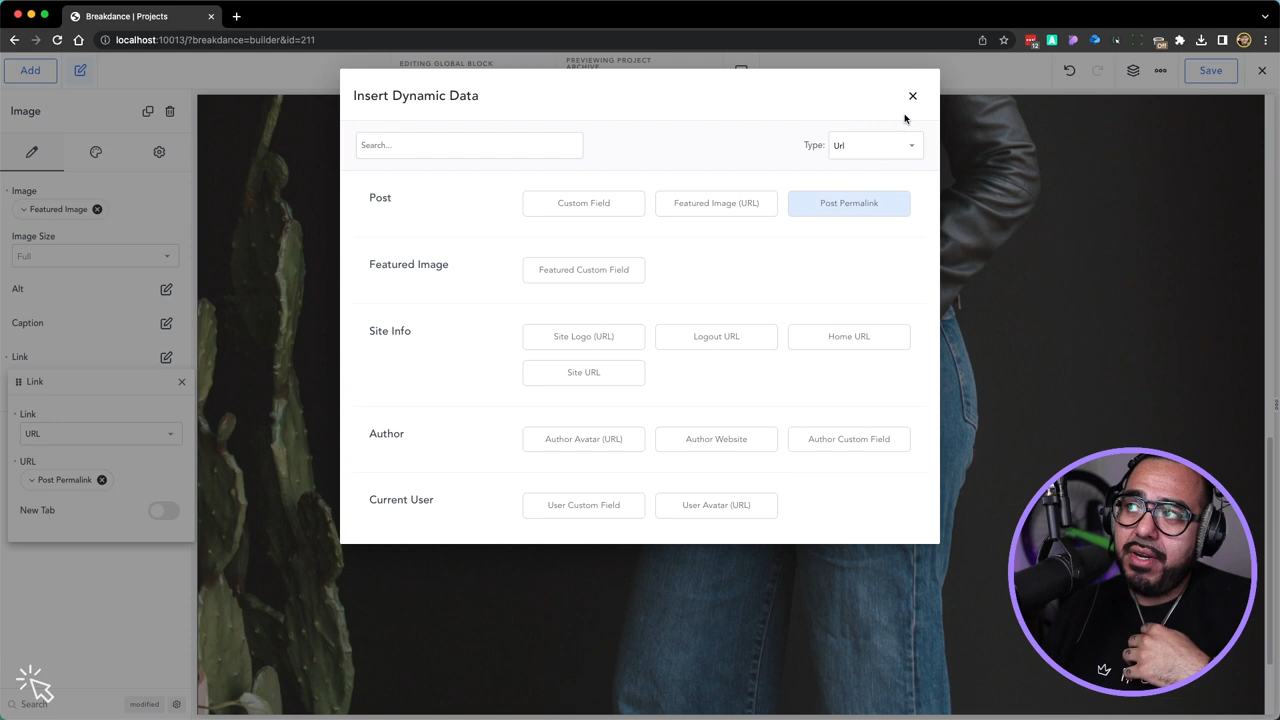 Breakdance | Projects
localhost:10013/?breakdance=builder&id=211
12
Off
Add
EDITING GLOBAL BLOCK
PREVIEWING PROJECT
ARCHIVE
Save
Image
Image
Featured Image
Image Size
Full
Alt
Caption
Link
Link
Link
URL
URL
Post Permalink
New Tab
Search
modified
Insert Dynamic Data
Search...
Type:
Url
Post
Custom Field
Featured Image (URL)
Post Permalink
Featured Image
Featured Custom Field
Site Info
Site Logo (URL)
Logout URL
Home URL
Site URL
Author
Author Avatar (URL)
Author Website
Author Custom Field
Current User
User Custom Field
User Avatar (URL)